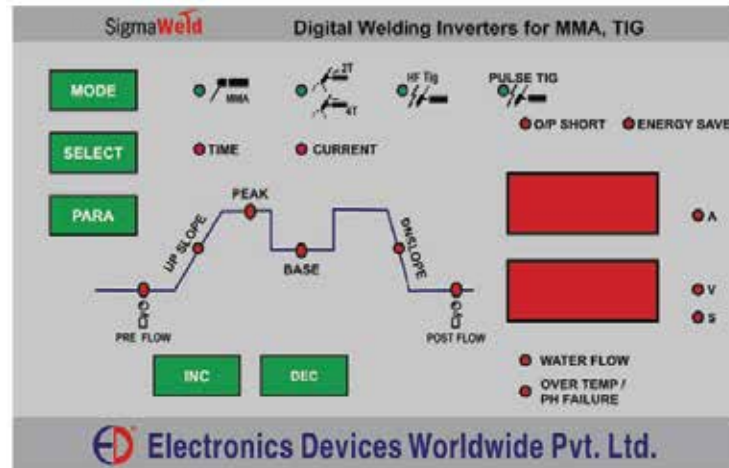 SigmaWeld
Digital Welding Inverters for MMA, TIG
MODE
MMA
2T
4T
HF Tig
PULSE TIG
O/P SHORT
ENERGY SAVE
SELECT
TIME
CURRENT
PARA
PEAK
UP SLOPE
BASE
DNSLOPE
A
V
S
PRE FLOW
POST FLOW
INC
DEC
WATER FLOW
OVER TEMP /
PH FAILURE
ED Electronics Devices Worldwide Pvt. Ltd.